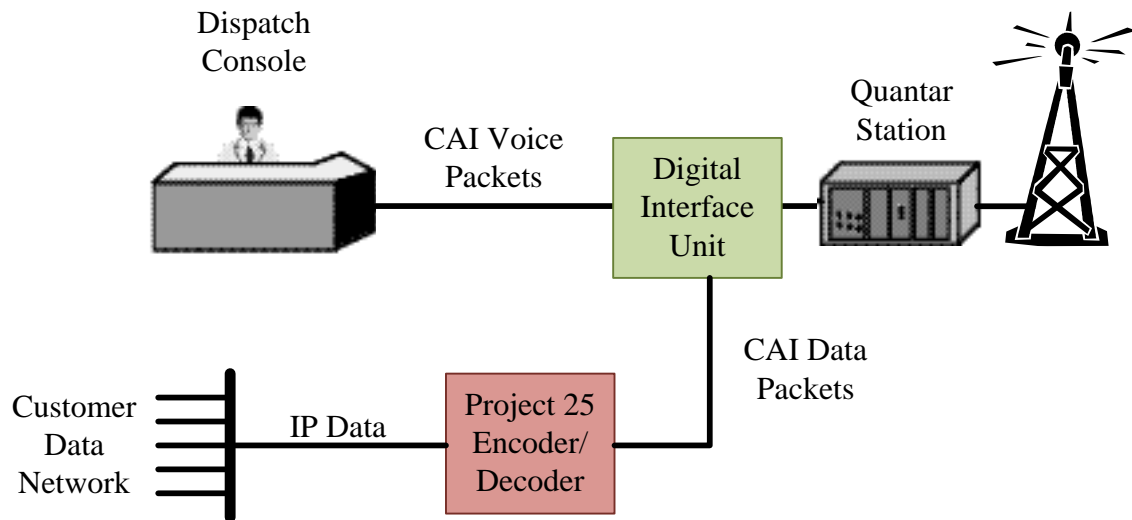 Dispatch
Console
CAI Voice
Packets
Digital
Interface
Unit
Quantar
Station
CAI Data
Packets
Customer
Data
Network
IP Data
Project 25
Encoder/
Decoder